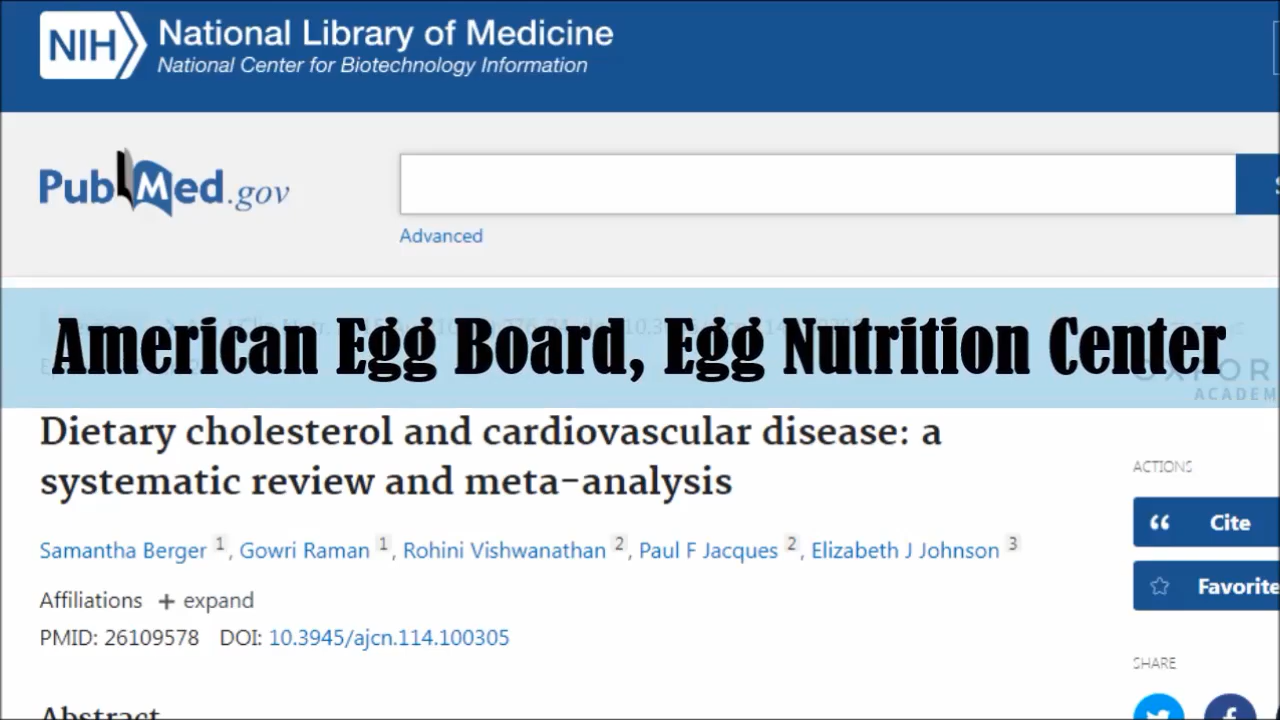 NIH National Library of Medicine
National Center for Biotechnology Information
PubMed.gov
Advanced
American Egg Board, Egg Nutrition Center
ACADEM
Dietary cholesterol and cardiovascular disease: a
systematic review and meta-analysis
ACTIONS
Cite
Samantha Berger 1, Gowri Raman 1, Rohini Vishwanathan 2, Paul F Jacques 2, Elizabeth J Johnson 3
Favorite
Affiliations + expand
PMID: 26109578 DOI: 10.3945/ajcn.114.100305
SHARE
Abstract